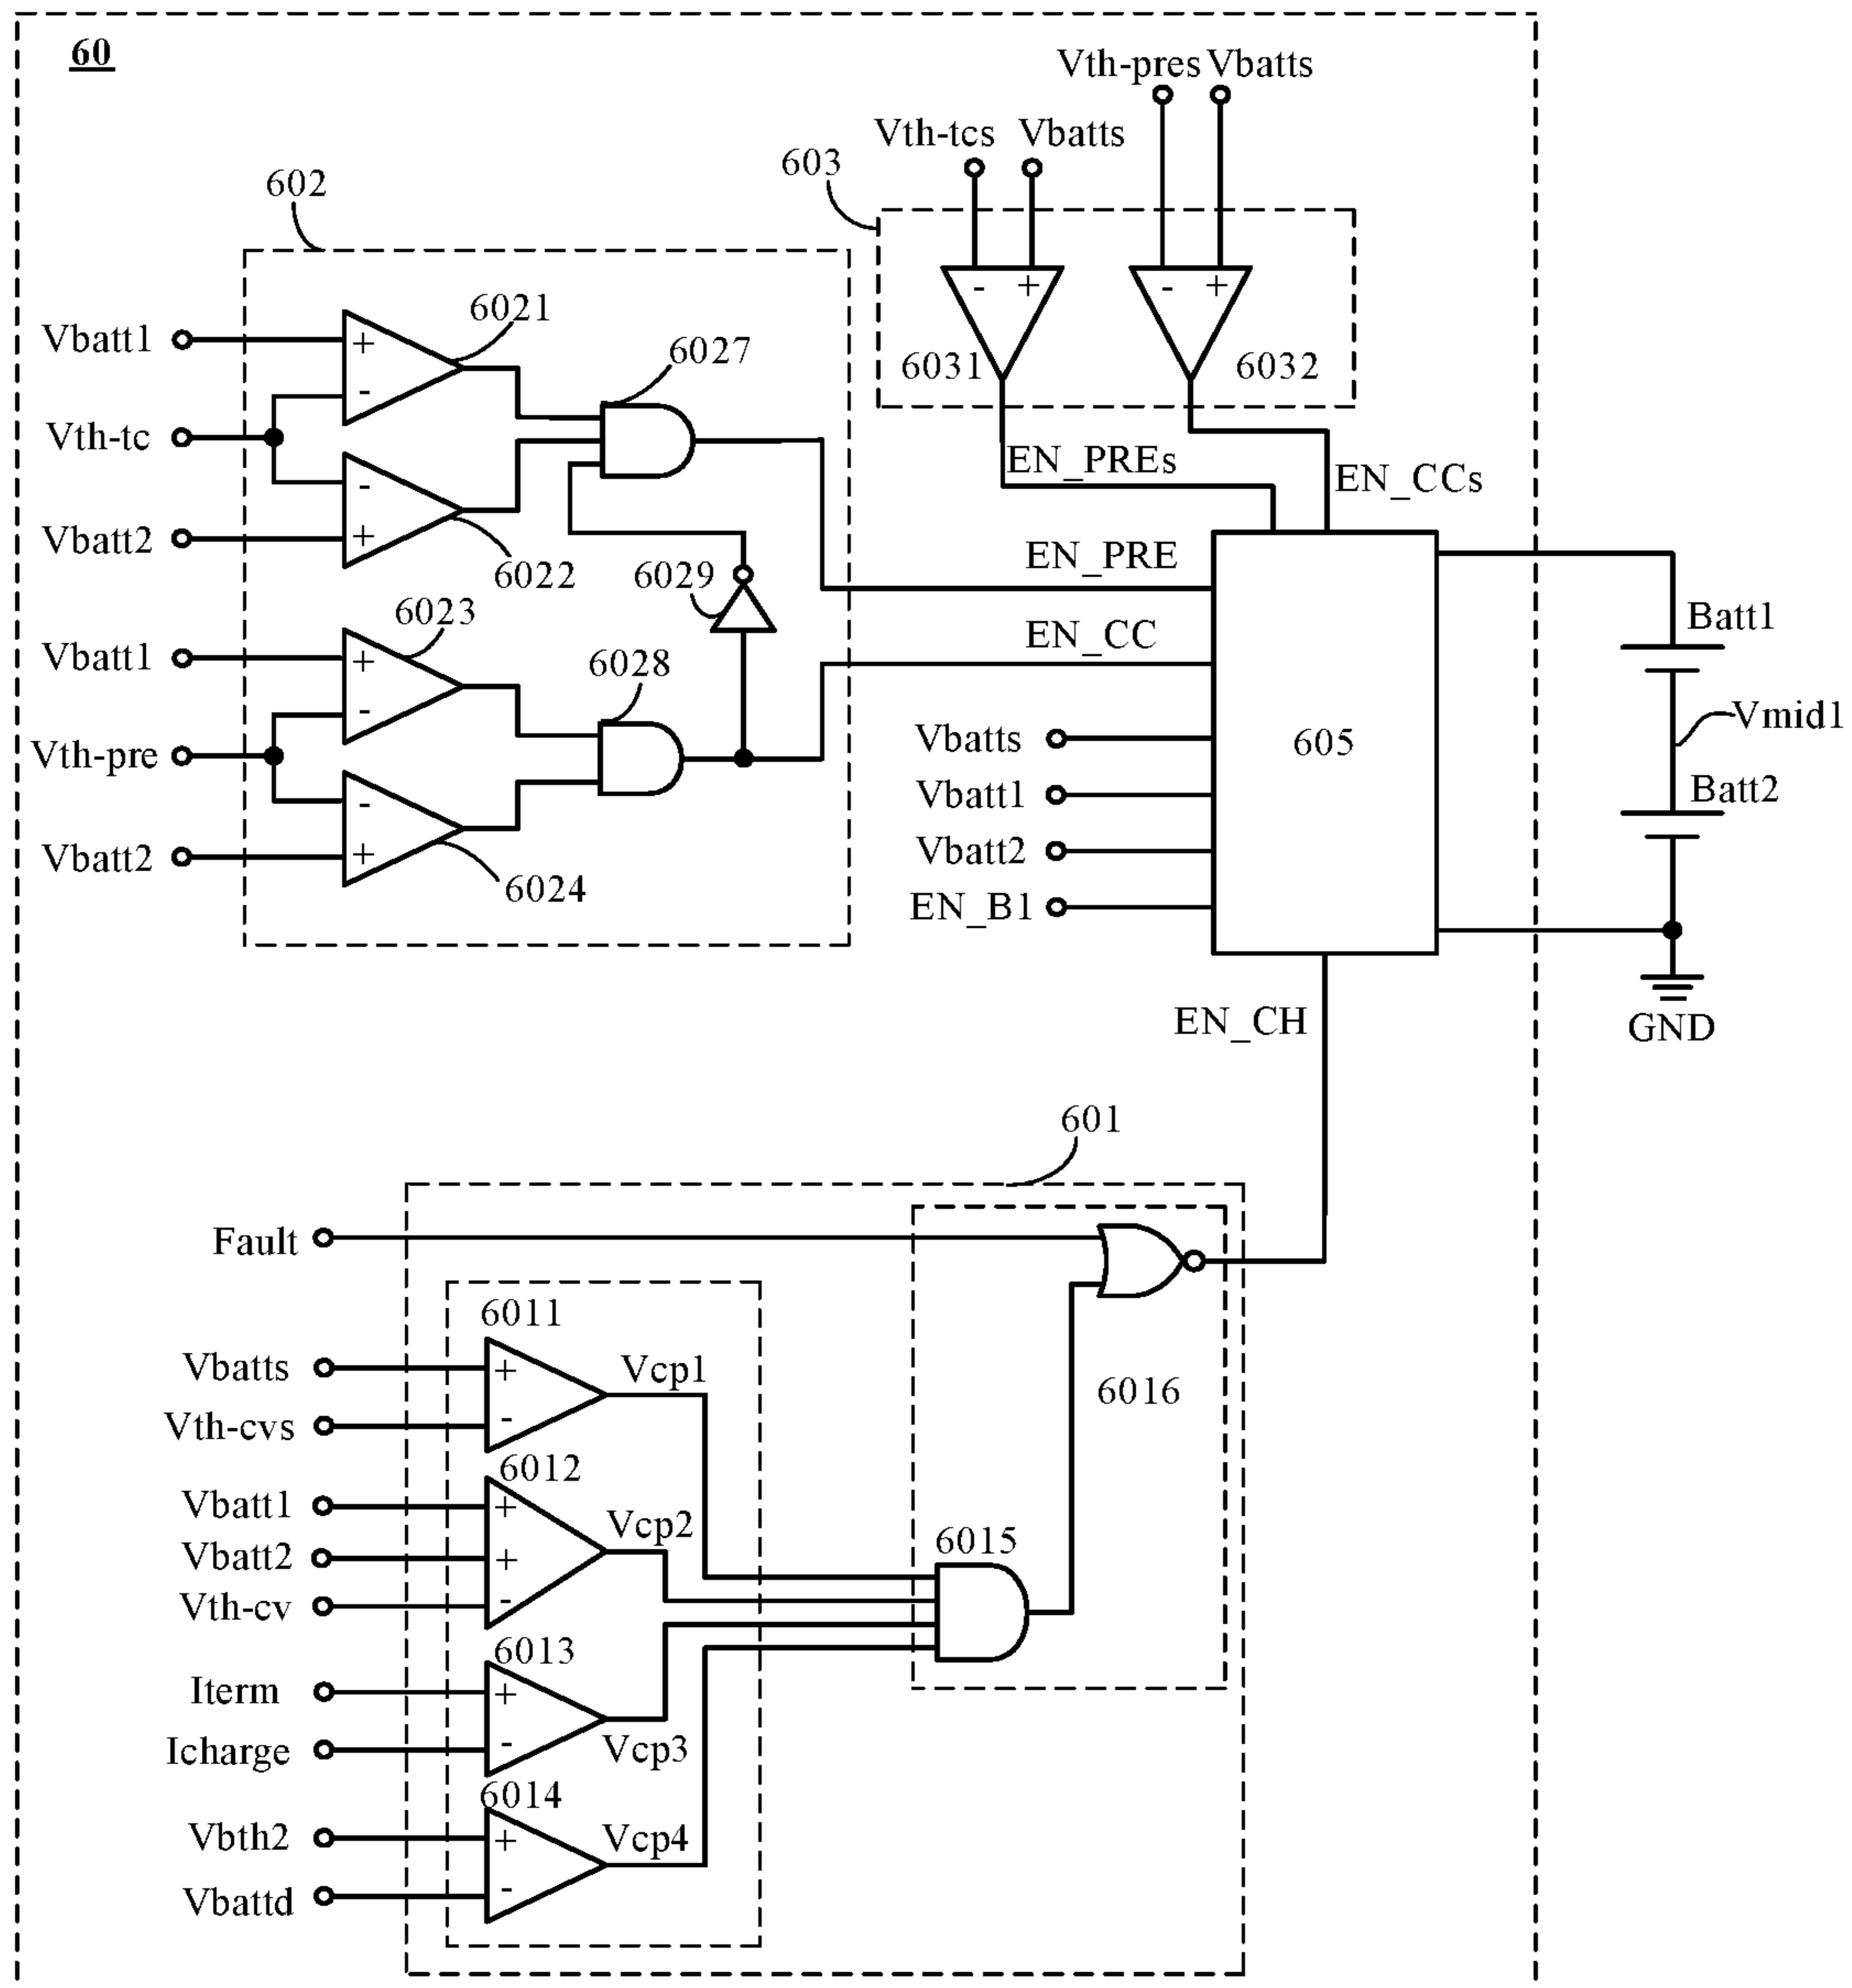 60
Vth-pres Vbatts
Vth-tcs Vbatts
603
602
- +
- +
6031
6032
Vbatt1
+
6021
-
6027
Vth-tc
-
Vbatt2
+
6022
6029
EN_PREs
EN_CCs
EN_PRE
EN_CC
Vbatt1
+
6023
-
6028
Vth-pre
-
Vbatt2
+
6024
Vbatts
Vbatt1
Vbatt2
EN_B1
605
Batt1
Vmid1
Batt2
GND
EN_CH
601
Fault
6011
Vbatts
+
Vcp1
Vth-cvs
-
6016
6012
Vbatt1
+
Vcp2
Vbatt2
+
6015
Vth-cv
-
6013
Iterm
+
Icharge
-
Vcp3
6014
Vbth2
+
Vcp4
Vbattd
-